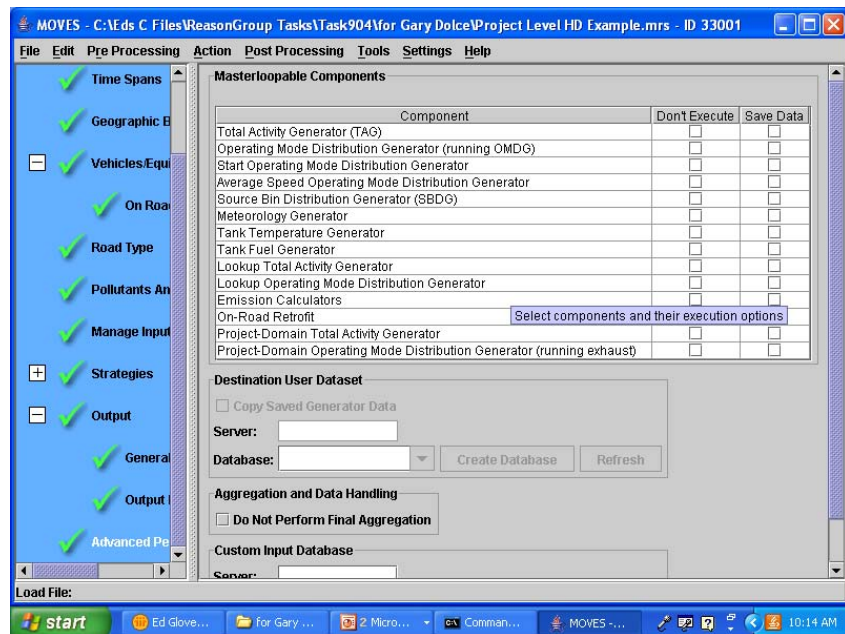 MOVES - C:\Eds C Files\ReasonGroup Tasks\Task904\for Gary Dolce\Project Level HD Example.mrs - ID 33001
File Edit Pre Processing Action Post Processing Tools Settings Help
Time Spans
Geographic B
Vehicles/Equi
On Roa
Road Type
Pollutants An
Manage Input
Strategies
Output
General
Output
Advanced Pe
Masterloopable Components
Component Don't Execute Save Data
Total Activity Generator (TAG)
Operating Mode Distribution Generator (running OMDG)
Start Operating Mode Distribution Generator
Average Speed Operating Mode Distribution Generator
Source Bin Distribution Generator (SBDG)
Meteorology Generator
Tank Temperature Generator
Tank Fuel Generator
Lookup Total Activity Generator
Lookup Operating Mode Distribution Generator
Emission Calculators
On-Road Retrofit
Select components and their execution options
Project-Domain Total Activity Generator
Project-Domain Operating Mode Distribution Generator (running exhaust)
Destination User Dataset
Copy Saved Generator Data
Server:
Database: Create Database Refresh
Aggregation and Data Handling
Do Not Perform Final Aggregation
Custom Input Database
Server:
Load File:
start Ed Glove... for Gary ... 2 Micro... Comman... MOVES -... 10:14 AM